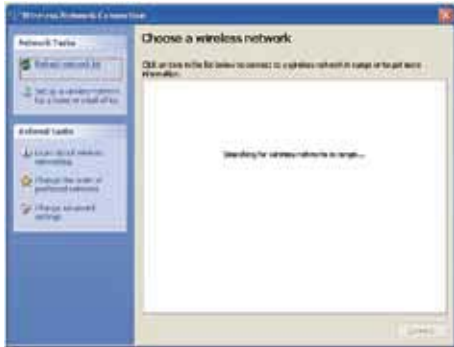 Wireless Network Connection
Network Tasks
Refresh network list
Set up a wireless network
for a home or small office
Related Tasks
Learn about wireless
networking
Change the order of
preferred networks
Change advanced
settings
Choose a wireless network
Click an item in the list below to connect to a wireless network in range or to get more
information.
Searching for wireless networks in range...
Connect